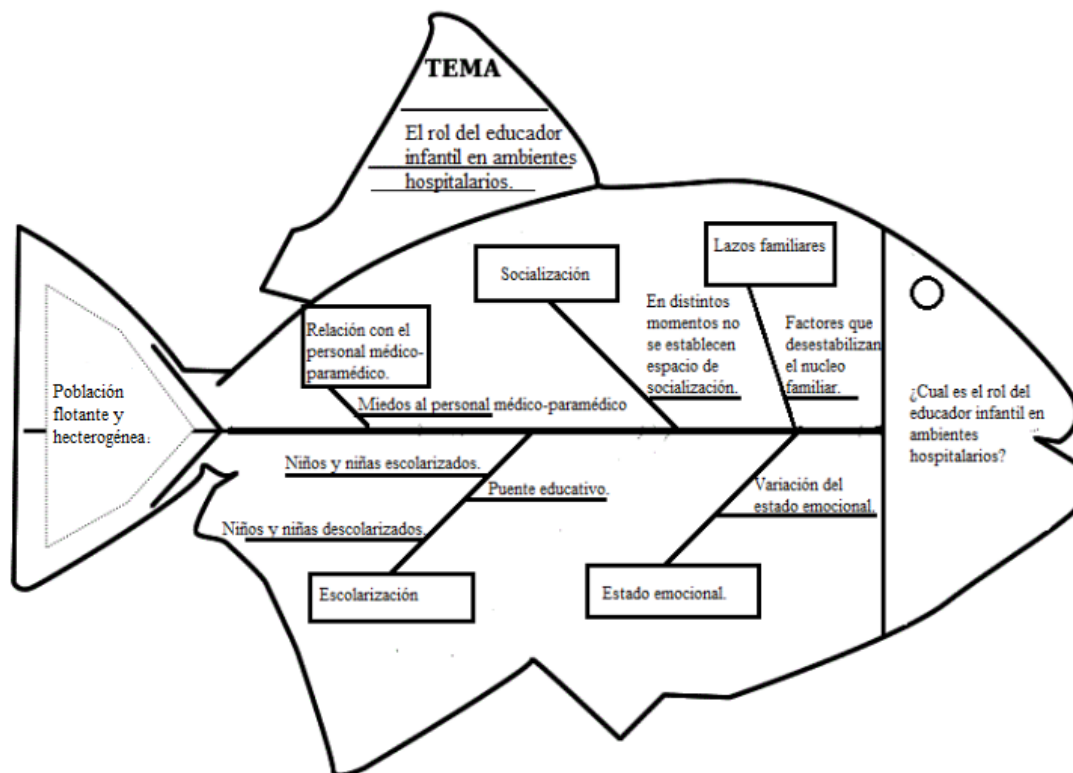 TEMA
El rol del educador
infantil en ambientes
hospitalarios.
Lazos familiares
Socialización
En distintos
momentos no
se establecen
espacio de
socialización.
Factores que
desestabilizan
el nucleo
familiar.
Relación con el
personal médico-
paramédico.
Miedos al personal médico-paramédico
Población
flotante y
hecterogénea.
¿Cual es el rol del
educador infantil en
ambientes
hospitalarios?
Niños y niñas escolarizados.
Puente educativo.
Niños y niñas descolarizados.
Variación del
estado emocional.
Escolarización
Estado emocional.